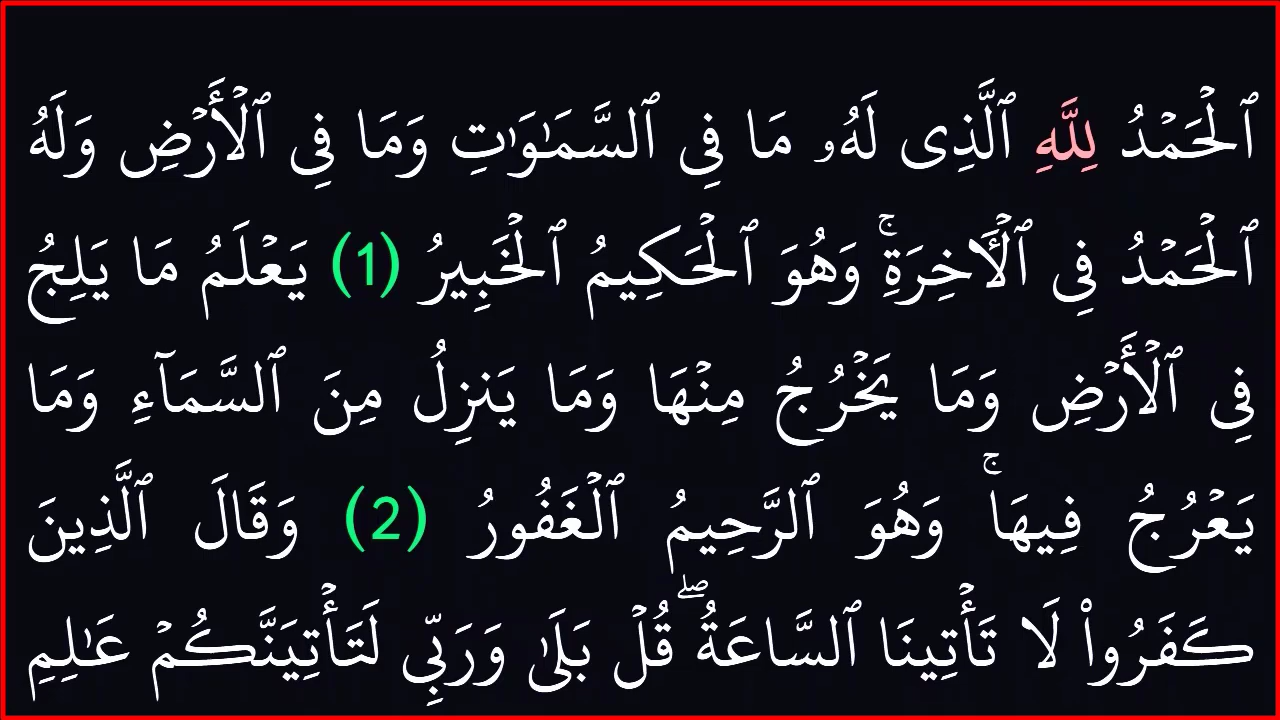 ٱلۡحَمۡدُ لِلَّهِ ٱلَّذِى لَهُۥ مَا فِى ٱلسَّمَـٰوَٰتِ وَمَا فِى ٱلۡأَرۡضِ وَلَهُ
ٱلۡحَمۡدُ فِى ٱلۡأَخِرَةِۚ وَهُوَ ٱلۡحَكِيمُ ٱلۡخَبِيرُ (1) يَعۡلَمُ مَا يَلِجُ
فِى ٱلۡأَرۡضِ وَمَا يَخۡرُجُ مِنۡهَا وَمَا يَنزِلُ مِنَ ٱلسَّمَآءِ وَمَا
يَعۡرُجُ فِيهَاۚ وَهُوَ ٱلرَّحِيمُ ٱلۡغَفُورُ (2) وَقَالَ ٱلَّذِينَ
كَفَرُواْ لَا تَأۡتِينَا ٱلسَّاعَةُۖ قُلۡ بَلَىٰ وَرَبِّى لَتَأۡتِيَنَّكُمۡ عَـٰلِمِ